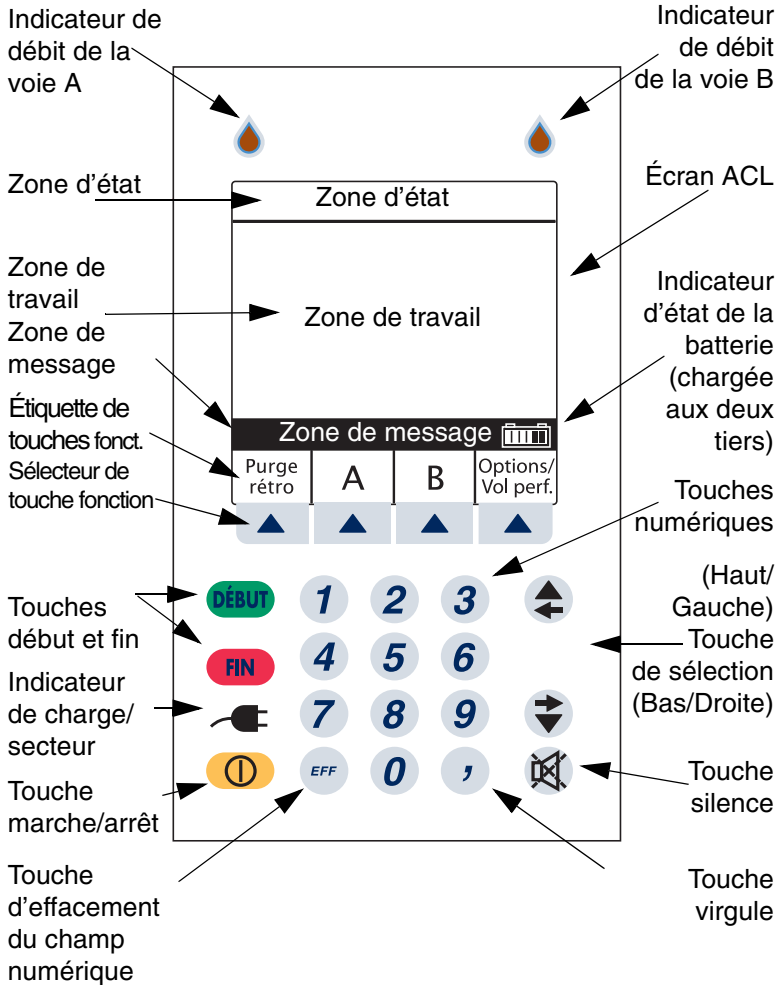 Indicateur de
débit de la
voie A
Indicateur
de débit
de la voie B
Zone d'état
Zone d'état
Écran ACL
Zone de
travail
Zone de travail
Zone de
message
Indicateur
d'état de la
batterie
(chargée
aux deux
tiers)
Étiquette de
touches fonct.
Sélecteur de
touche fonction
Zone de message
Purge
rétro
A
B
Options/
Vol perf.
Touches
numériques
Touches
début et fin
DÉBUT
1 2 3
(Haut/
Gauche)
Touche
de sélection
(Bas/Droite)
FIN
4 5 6
Indicateur
de charge/
secteur
7 8 9
Touche
marche/arrêt
EFF 0 ,
Touche
silence
Touche
d'effacement
du champ
numérique
Touche
virgule